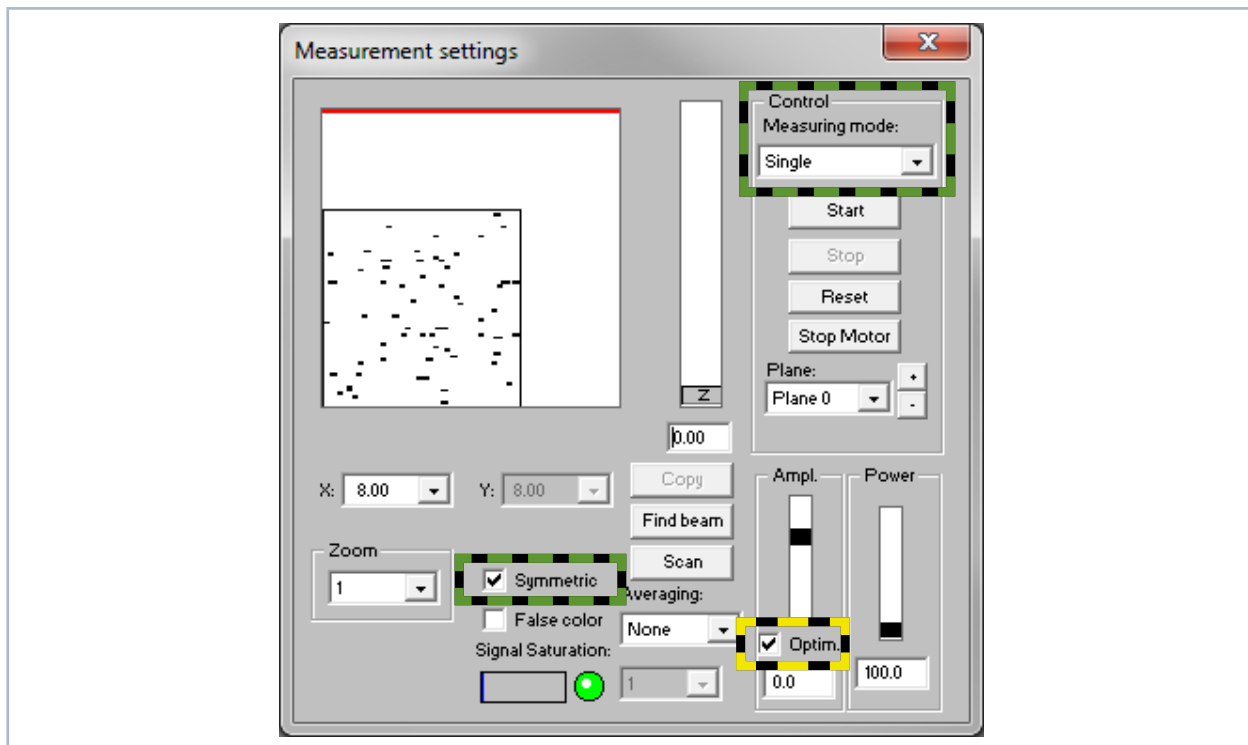 Measurement settings
Control
Measuring mode:
Single
Start
Stop
Reset
Stop Motor
Plane:
Plane 0
+
-
Z
0.00
X: 8.00
Y: 8.00
Copy
Find beam
Scan
Zoom
1
Symmetric
False color
Signal Saturation:
Averaging:
None
1
Ampl.
Optim.
0.0
Power
100.0